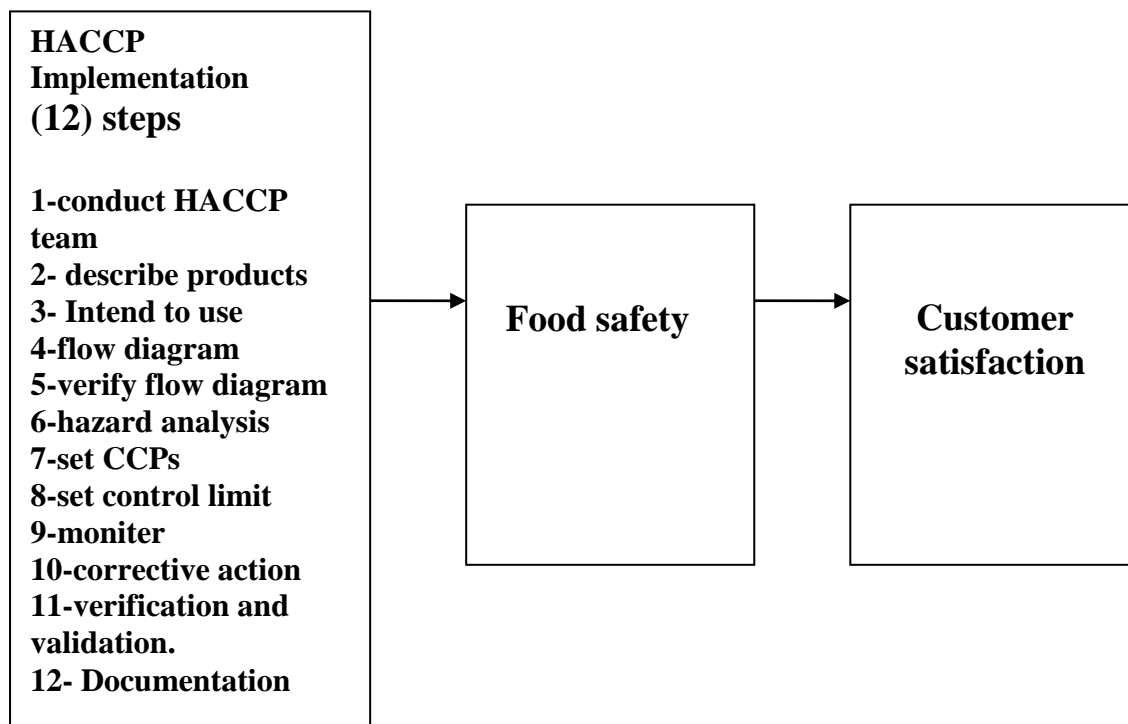 HACCP
Implementation
(12) steps
1-conduct HACCP
team
2- describe products
3- Intend to use
4-flow diagram
5-verify flow diagram
6-hazard analysis
7-set CCPs
8-set control limit
9-moniter
10-corrective action
11-verification and
validation.
12- Documentation
Food safety
Customer
satisfaction